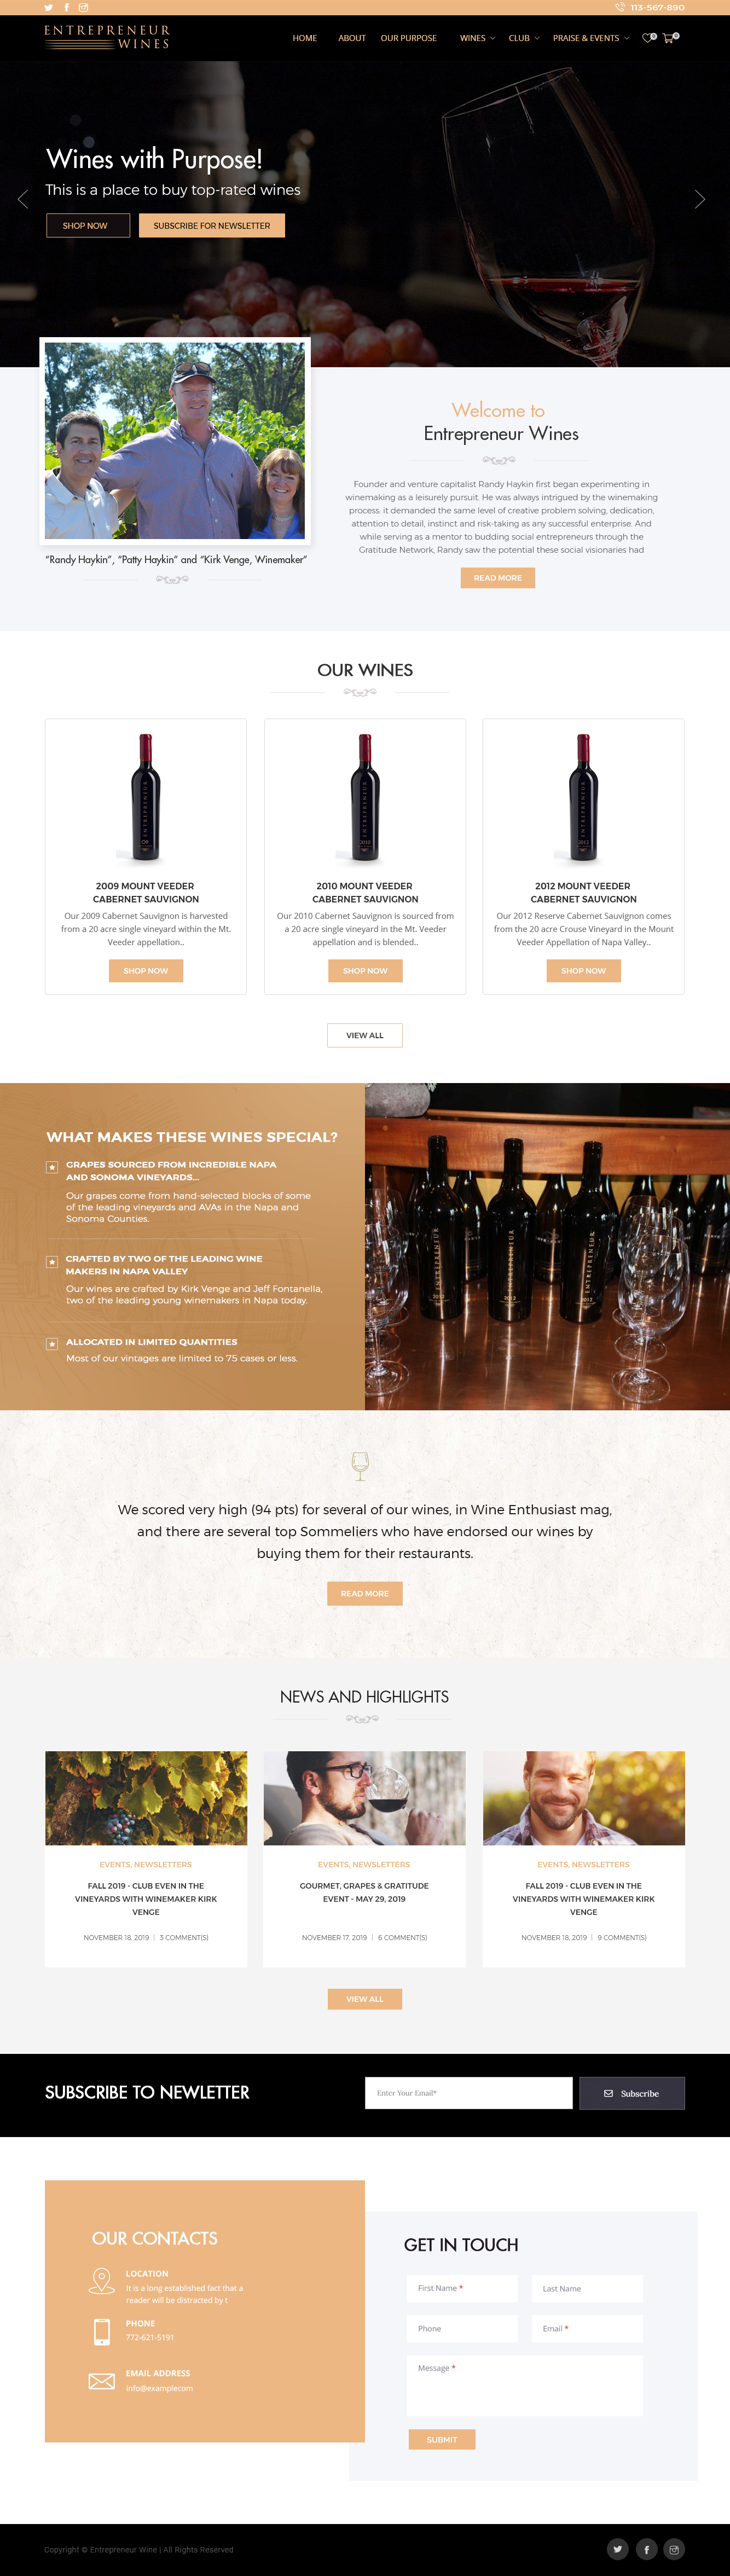 113-567-890
ENTREPRENEUR
WINES
HOME ABOUT OUR PURPOSE WINES CLUB PRAISE & EVENTS 0 0
Wines with Purpose!
This is a place to buy top-rated wines
SHOP NOW SUBSCRIBE FOR NEWSLETTER
Welcome to
Entrepreneur Wines
Founder and venture capitalist Randy Haykin first began experimenting in
winemaking as a leisurely pursuit. He was always intrigued by the winemaking
process: it demanded the same level of creative problem solving, dedication,
attention to detail, instinct and risk-taking as any successful enterprise. And
while serving as a mentor to budding social entrepreneurs through the
Gratitude Network, Randy saw the potential these social visionaries had
READ MORE
“Randy Haykin”, “Patty Haykin” and “Kirk Venge, Winemaker”
OUR WINES
ENTREPRENEUR
09
2009 MOUNT VEEDER
CABERNET SAUVIGNON
Our 2009 Cabernet Sauvignon is harvested
from a 20 acre single vineyard within the Mt.
Veeder appellation..
SHOP NOW
ENTREPRENEUR
2010
2010 MOUNT VEEDER
CABERNET SAUVIGNON
Our 2010 Cabernet Sauvignon is sourced from
a 20 acre single vineyard in the Mt. Veeder
appellation and is blended..
SHOP NOW
ENTREPRENEUR
2012
2012 MOUNT VEEDER
CABERNET SAUVIGNON
Our 2012 Reserve Cabernet Sauvignon comes
from the 20 acre Crouse Vineyard in the Mount
Veeder Appellation of Napa Valley..
SHOP NOW
VIEW ALL
WHAT MAKES THESE WINES SPECIAL?
GRAPES SOURCED FROM INCREDIBLE NAPA
AND SONOMA VINEYARDS...
Our grapes come from hand-selected blocks of some
of the leading vineyards and AVAs in the Napa and
Sonoma Counties.
CRAFTED BY TWO OF THE LEADING WINE
MAKERS IN NAPA VALLEY
Our wines are crafted by Kirk Venge and Jeff Fontanella,
two of the leading young winemakers in Napa today.
ALLOCATED IN LIMITED QUANTITIES
Most of our vintages are limited to 75 cases or less.
ENTREPRENEUR
2012
ENTREPRENEUR
2012
ENTREPRENEUR
2012
We scored very high (94 pts) for several of our wines, in Wine Enthusiast mag,
and there are several top Sommeliers who have endorsed our wines by
buying them for their restaurants.
READ MORE
NEWS AND HIGHLIGHTS
EVENTS, NEWSLETTERS
FALL 2019 - CLUB EVEN IN THE
VINEYARDS WITH WINEMAKER KIRK
VENGE
NOVEMBER 18, 2019 | 3 COMMENT(S)
EVENTS, NEWSLETTERS
GOURMET, GRAPES & GRATITUDE
EVENT - MAY 29, 2019
NOVEMBER 17, 2019 | 6 COMMENT(S)
EVENTS, NEWSLETTERS
FALL 2019 - CLUB EVEN IN THE
VINEYARDS WITH WINEMAKER KIRK
VENGE
NOVEMBER 18, 2019 | 9 COMMENT(S)
VIEW ALL
SUBSCRIBE TO NEWLETTER
Enter Your Email*
Subscribe
OUR CONTACTS
LOCATION
It is a long established fact that a
reader will be distracted by t
PHONE
772-621-5191
EMAIL ADDRESS
info@examplecom
GET IN TOUCH
First Name * Last Name
Phone Email *
Message *
SUBMIT
Copyright © Entrepreneur Wine | All Rights Reserved